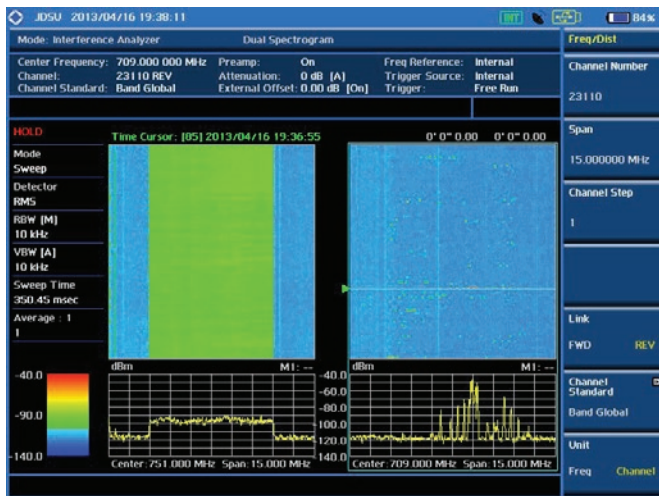 JDSU 2013/04/16 19:38:11 INT 84%
Mode: Interference Analyzer Dual Spectrogram Freq/Dist
Center Frequency: 709.000 000 MHz Preamp: On Freq Reference: Internal
Channel: 23110 REV Attenuation: 0 dB [A] Trigger Source: Internal
Channel Standard: Band Global External Offset: 0.00 dB [On] Trigger: Free Run
Channel Number
23110
HOLD Time Cursor: [85] 2013/04/16 19:36:55 0° 0" 0.00 0° 0" 0.00
Span
15.000000 MHz
Mode
Sweep
Detector
RMS
Channel Step
1
RBW [M]
10 kHz
VBW [A]
10 kHz
Sweep Time
350.45 msec
Average : 1
1
Link
FWD REV
dBm M1: -- dBm M1: --
-40.0 -40.0
-60.0
-80.0
-90.0 100.0
120.0
-140.0 140.0
Channel Standard
Band Global
Unit
Freq Channel
Center:751.000 MHz Span:15.000 MHz Center:709.000 MHz Span:15.000 MHz